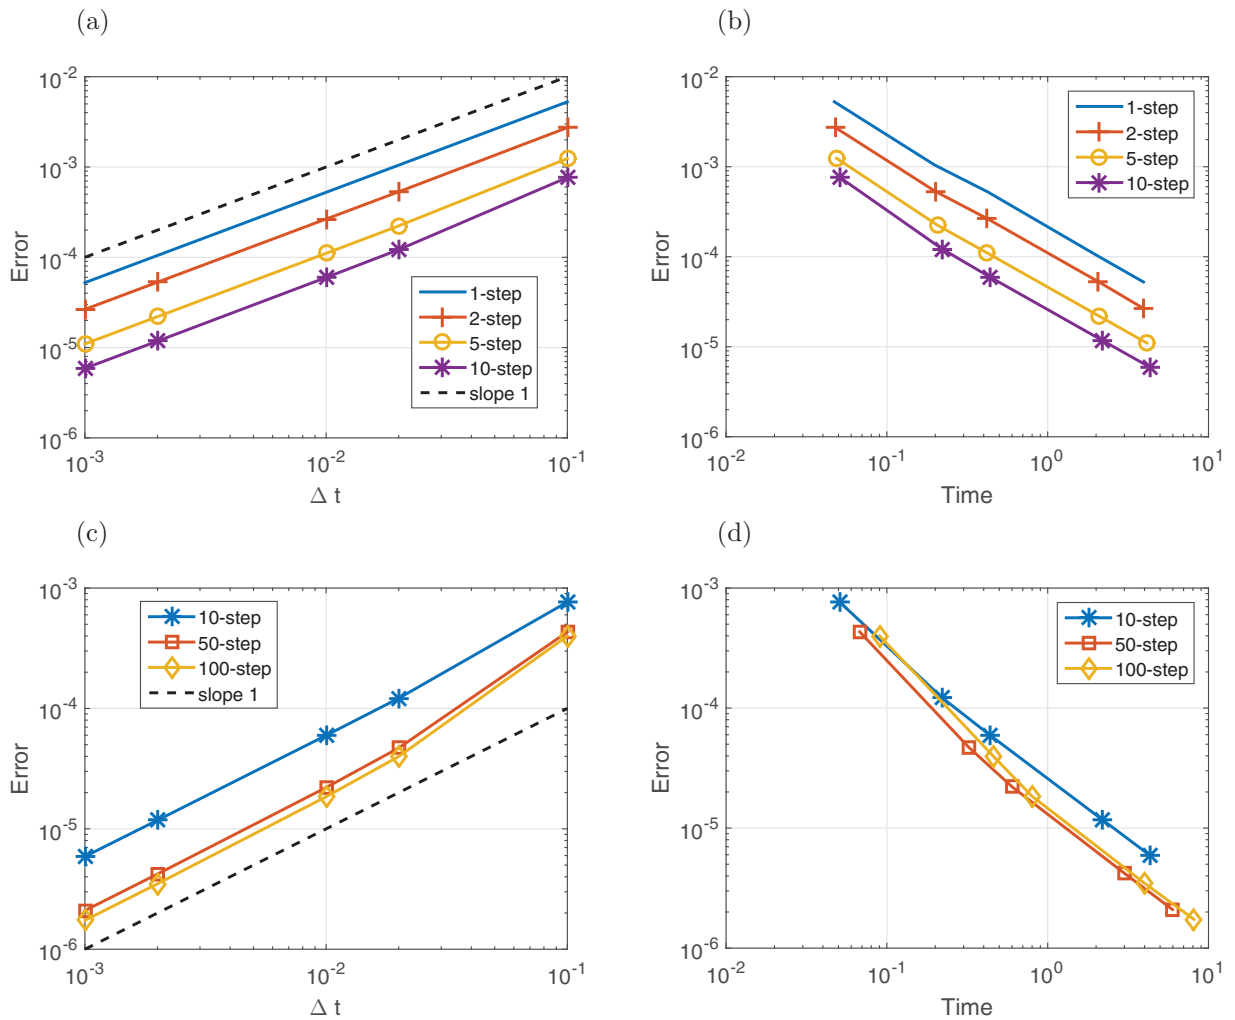 (a)
10^-2
10^-3
10^-4
10^-5
10^-6
Error
10^-3
10^-2
10^-1
Δ t
1-step
2-step
5-step
10-step
slope 1
(b)
10^-2
10^-3
10^-4
10^-5
10^-6
Error
10^-2
10^-1
10^0
10^1
Time
1-step
2-step
5-step
10-step
(c)
10^-3
10^-4
10^-5
10^-6
Error
10^-3
10^-2
10^-1
Δ t
10-step
50-step
100-step
slope 1
(d)
10^-3
10^-4
10^-5
10^-6
Error
10^-2
10^-1
10^0
10^1
Time
10-step
50-step
100-step